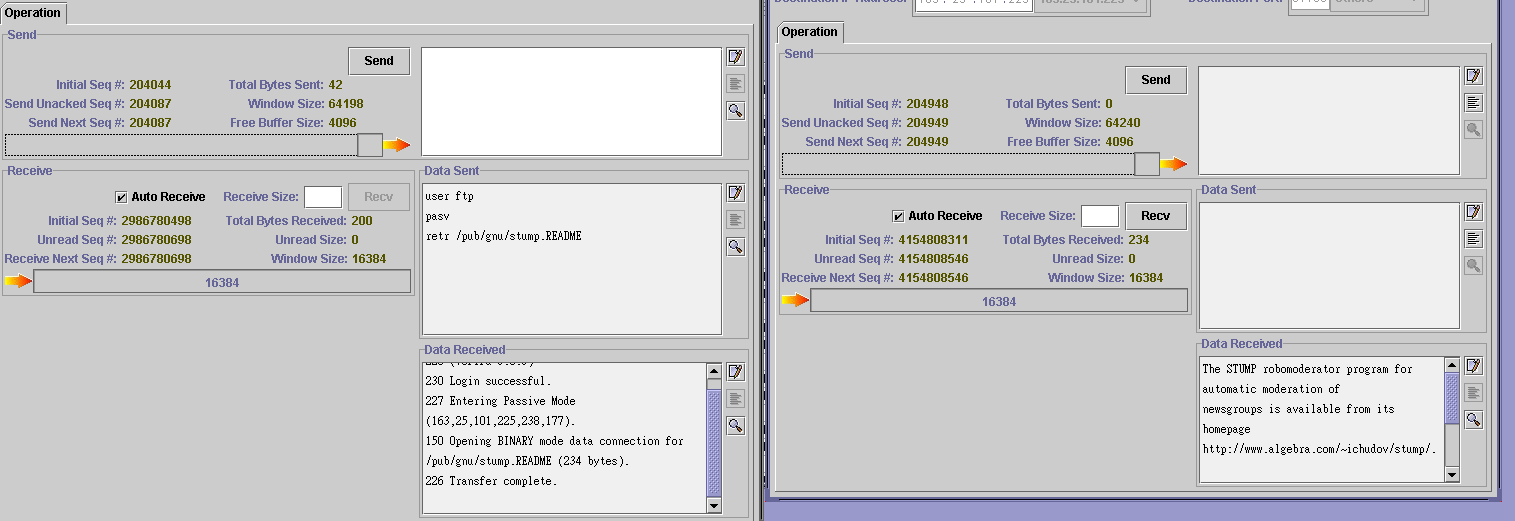 Operation
Send
Send
Initial Seq #: 204044
Total Bytes Sent: 42
Send Unacked Seq #: 204087
Window Size: 64198
Send Next Seq #: 204087
Free Buffer Size: 4096
Receive
Auto Receive
Receive Size:
Recv
Initial Seq #: 2986780498
Total Bytes Received: 200
Unread Seq #: 2986780698
Unread Size: 0
Receive Next Seq #: 2986780698
Window Size: 16384
16384
Data Sent
user ftp
pasv
retr /pub/gnu/stump.README
Data Received
230 Login successful.
227 Entering Passive Mode
(163,25,101,225,238,177).
150 Opening BINARY mode data connection for
/pub/gnu/stump.README (234 bytes).
226 Transfer complete.
Operation
Send
Send
Initial Seq #: 204948
Total Bytes Sent: 0
Send Unacked Seq #: 204949
Window Size: 64240
Send Next Seq #: 204949
Free Buffer Size: 4096
Receive
Auto Receive
Receive Size:
Recv
Initial Seq #: 4154808311
Total Bytes Received: 234
Unread Seq #: 4154808546
Unread Size: 0
Receive Next Seq #: 4154808546
Window Size: 16384
16384
Data Sent
Data Received
The STUMP robomoderator program for
automatic moderation of
newsgroups is available from its
homepage
http://www.algebra.com/~ichudov/stump/.